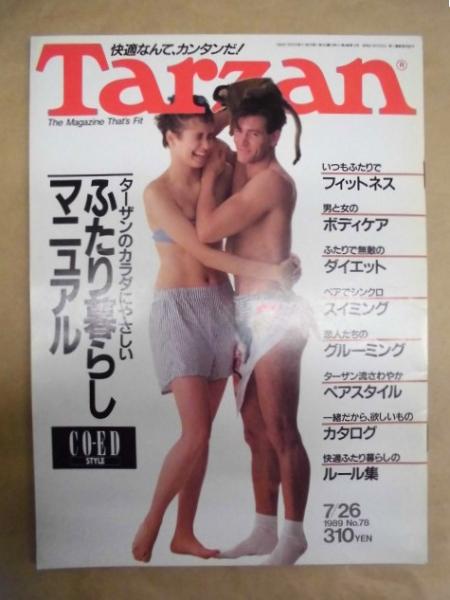 快適なんて、カンタンだ!
Tarzan®
The Magazine That's Fit
ターザンのカラダにやさしい
ふたり暮らし
マニュアル
CO-ED
STYLE
いつもふたりで
フィットネス
男と女の
ボディケア
ふたりで無敵の
ダイエット
ペアでシンクロ
スイミング
恋人たちの
グルーミング
ターザン流さわやか
ペアスタイル
一緒だから、欲しいもの
カタログ
快適ふたり暮らしの
ルール集
7/26
1989 No.78
310YEN